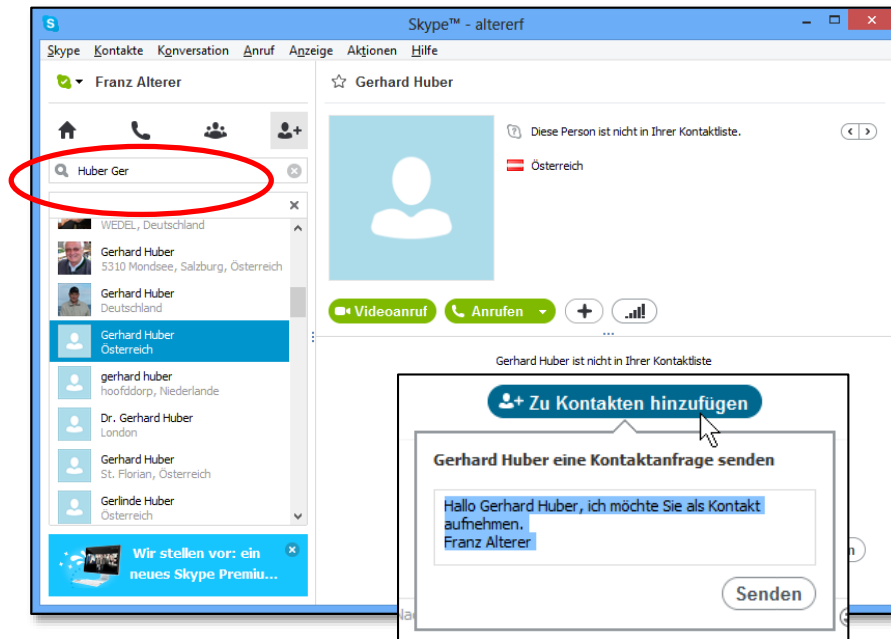 Skype™ - altererf
Skype Kontakte Konversation Anruf Anzeige Aktionen Hilfe
Franz Alterer
Huber Ger
WEDEL, Deutschland
Gerhard Huber
5310 Mondsee, Salzburg, Österreich
Gerhard Huber
Deutschland
Gerhard Huber
Österreich
gerhard huber
hoofddorp, Niederlande
Dr. Gerhard Huber
London
Gerhard Huber
St. Florian, Österreich
Gerlinde Huber
Österreich
Wir stellen vor: ein
neues Skype Premiu...
Gerhard Huber
Diese Person ist nicht in Ihrer Kontaktliste.
Österreich
Videoanruf Anrufen
Gerhard Huber ist nicht in Ihrer Kontaktliste
Zu Kontakten hinzufügen
Gerhard Huber eine Kontaktanfrage senden
Hallo Gerhard Huber, ich möchte Sie als Kontakt
aufnehmen.
Franz Alterer
Senden